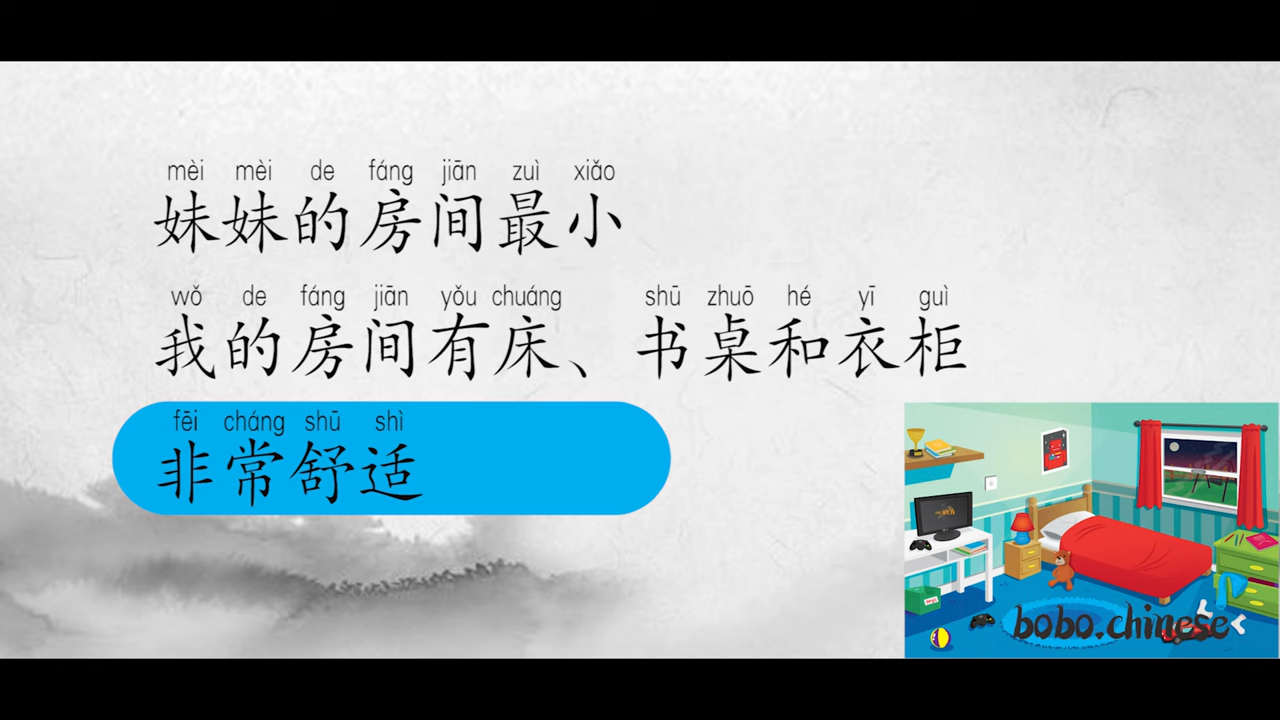 mèi mèi de fáng jiān zuì xiǎo
妹妹的房间最小
wǒ de fáng jiān yǒu chuáng shū zhuō hé yī guì
我的房间有床、书桌和衣柜
fēi cháng shū shì
非常舒适
bobo.chinese